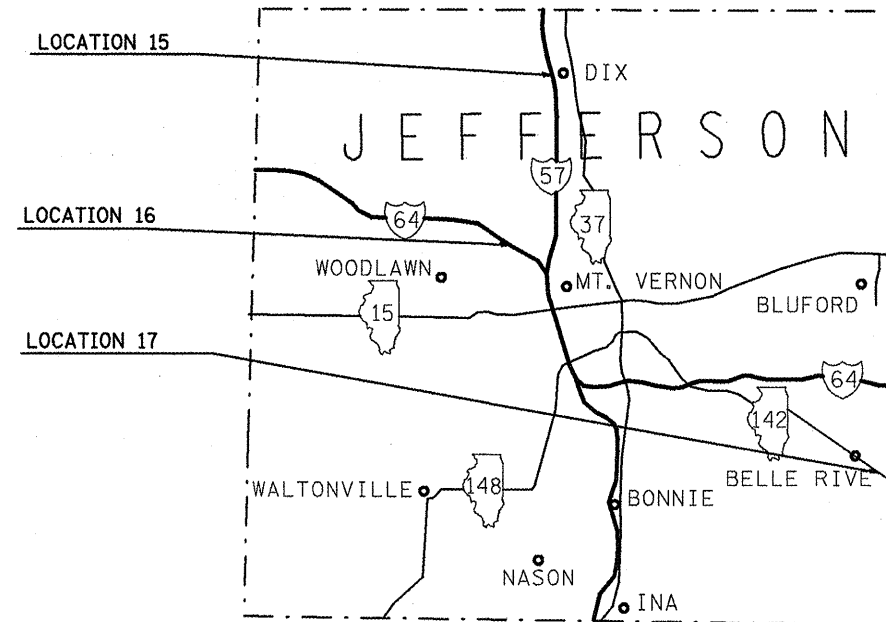 LOCATION 15
DIX
JEFFERSON
57
LOCATION 16
64
37
WOODLAWN
MT. VERNON
BLUFORD
15
LOCATION 17
64
142
BELLE RIVE
WALTONVILLE
148
BONNIE
NASON
INA